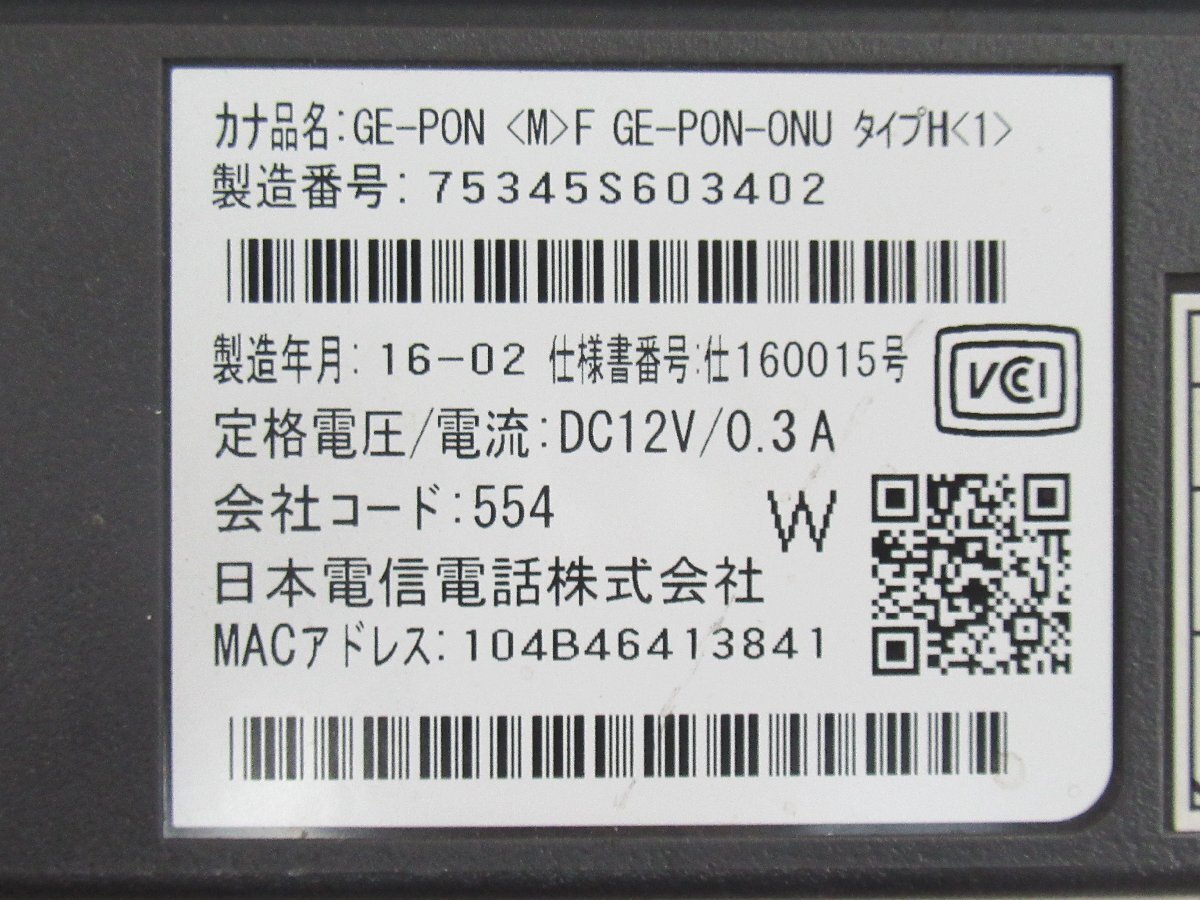 カナ品名:GE-PON <M>F GE-PON-ONU タイプH<1>
製造番号: 75345S603402
製造年月: 16-02 仕様書番号:仕160015号
VCCI
定格電圧/電流:DC12V/0.3A
会社コード:554
W
日本電信電話株式会社
MACアドレス: 104B46413841